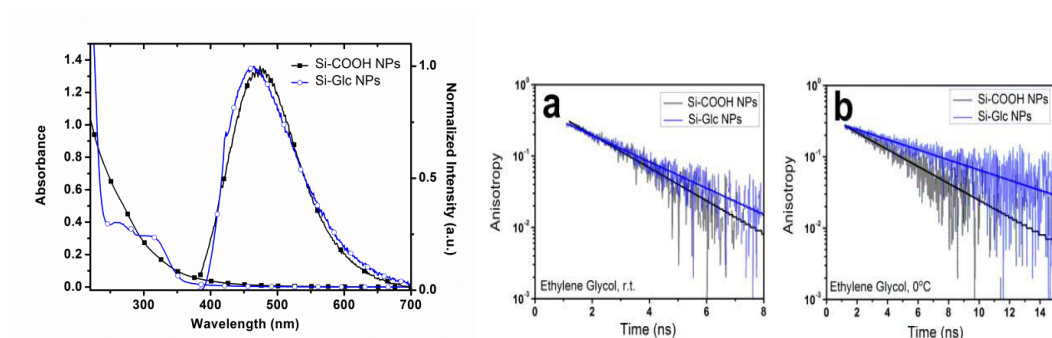 1.4
1.2
1.0
0.8
0.6
0.4
0.2
0.0
Absorbance
300
400
500
600
700
Wavelength (nm)
1.0
0.5
0.0
Normalized Intensity (a.u.)
Si-COOH NPs
Si-Glc NPs
a
Si-COOH NPs
Si-Glc NPs
10⁰
10⁻¹
10⁻²
10⁻³
Anisotropy
Ethylene Glycol, r.t.
0
2
4
6
8
Time (ns)
b
Si-COOH NPs
Si-Glc NPs
10⁰
10⁻¹
10⁻²
10⁻³
Anisotropy
Ethylene Glycol, 0ºC
0
2
4
6
8
10
12
14
Time (ns)